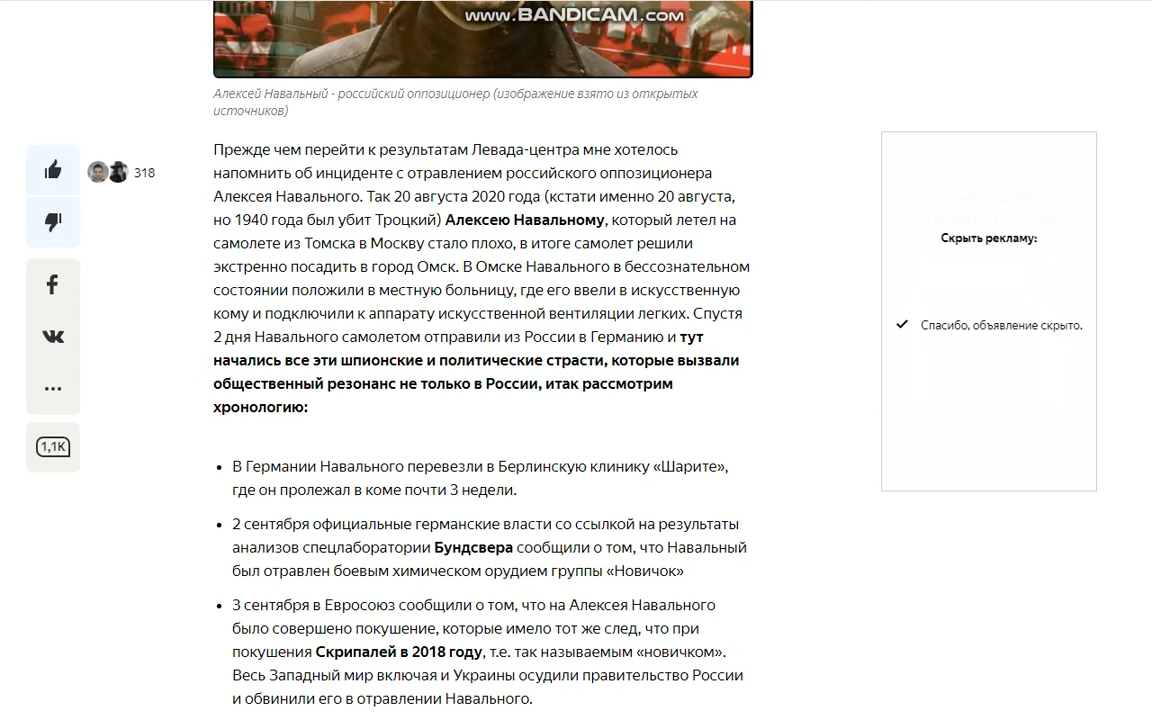 www.BANDICAM.com
Алексей Навальный - российский оппозиционер (изображение взято из открытых
источников)
Прежде чем перейти к результатам Левада-центра мне хотелось
напомнить об инциденте с отравлением российского оппозиционера
Алексея Навального. Так 20 августа 2020 года (кстати именно 20 августа,
но 1940 года был убит Троцкий) Алексею Навальному, который летел на
самолете из Томска в Москву стало плохо, в итоге самолет решили
экстренно посадить в город Омск. В Омске Навального в бессознательном
состоянии положили в местную больницу, где его ввели в искусственную
кому и подключили к аппарату искусственной вентиляции легких. Спустя
2 дня Навального самолетом отправили из России в Германию и тут
начались все эти шпионские и политические страсти, которые вызвали
общественный резонанс не только в России, итак рассмотрим
хронологию:
• В Германии Навального перевезли в Берлинскую клинику «Шарите»,
где он пролежал в коме почти 3 недели.
• 2 сентября официальные германские власти со ссылкой на результаты
анализов спецлаборатории Бундсвера сообщили о том, что Навальный
был отравлен боевым химическом орудием группы «Новичок»
• 3 сентября в Евросоюз сообщили о том, что на Алексея Навального
было совершено покушение, которые имело тот же след, что при
покушения Скрипалей в 2018 году, т.е. так называемым «новичком».
Весь Западный мир включая и Украины осудили правительство России
и обвинили его в отравлении Навального.
318
1,1K
Скрыть рекламу:
Спасибо, объявление скрыто.